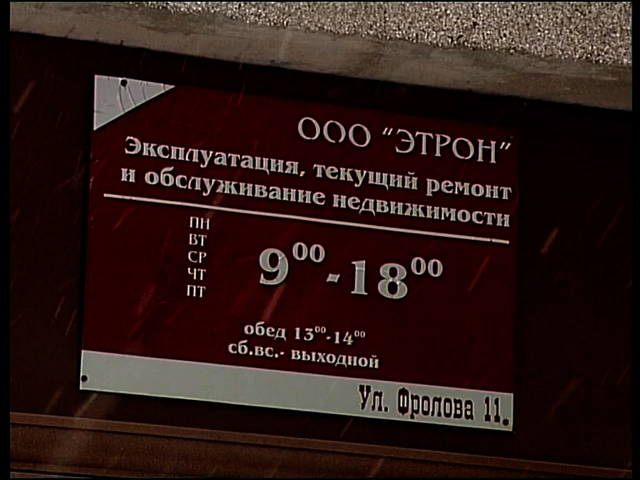 ООО "ЭТРОН"
Эксплуатация, текущий ремонт
и обслуживание недвижимости
ПН
ВТ
СР
ЧТ
ПТ
9⁰⁰-18⁰⁰
обед 13⁰⁰-14⁰⁰
сб.вс.- выходной
Ул. Фролова 11.